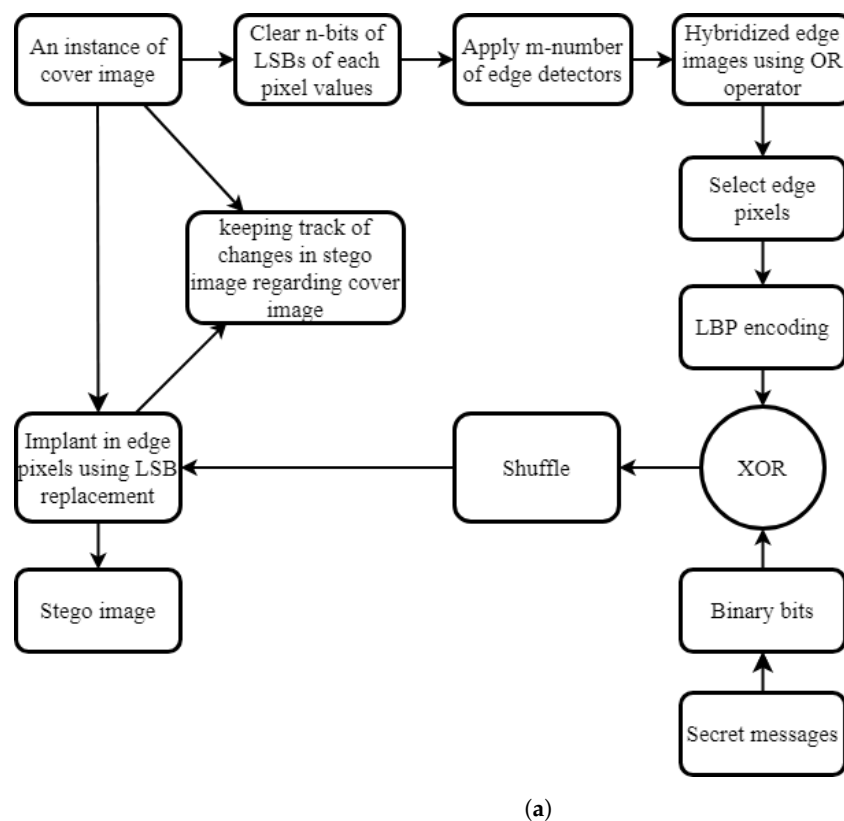 An instance of
cover image
Clear n-bits of
LSBs of each
pixel values
Apply m-number
of edge detectors
Hybridized edge
images using OR
operator
Select edge
pixels
keeping track of
changes in stego
image regarding cover
image
LBP encoding
Implant in edge
pixels using LSB
replacement
Shuffle
XOR
Stego image
Binary bits
Secret messages
(a)